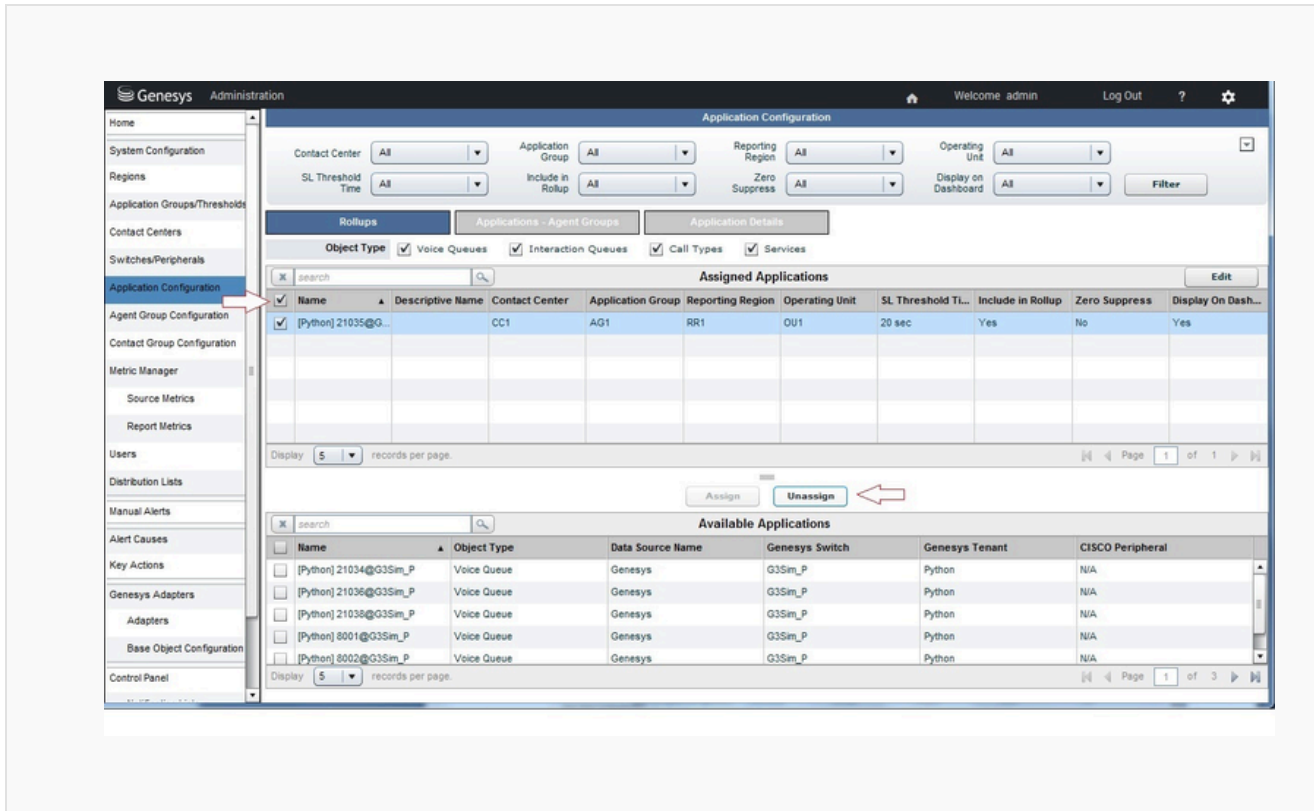 Genesys Administration Welcome admin Log Out ?
Home
System Configuration
Regions
Application Groups/Thresholds
Contact Centers
Switches/Peripherals
Application Configuration
Agent Group Configuration
Contact Group Configuration
Metric Manager
Source Metrics
Report Metrics
Users
Distribution Lists
Manual Alerts
Alert Causes
Key Actions
Genesys Adapters
Adapters
Base Object Configuration
Control Panel
Application Configuration
Contact Center All Application Group All Reporting Region All Operating Unit All
SL Threshold Time All Include in Rollup All Zero Suppress All Display on Dashboard All Filter
Rollups Applications - Agent Groups Application Details
Object Type Voice Queues Interaction Queues Call Types Services
search Assigned Applications Edit
Name Descriptive Name Contact Center Application Group Reporting Region Operating Unit SL Threshold Ti... Include in Rollup Zero Suppress Display On Dash...
[Python] 21035@G... CC1 AG1 RR1 OU1 20 sec Yes No Yes
Display 5 records per page. Page 1 of 1
Assign Unassign
search Available Applications
Name Object Type Data Source Name Genesys Switch Genesys Tenant CISCO Peripheral
[Python] 21034@G3Sim_P Voice Queue Genesys G3Sim_P Python N/A
[Python] 21036@G3Sim_P Voice Queue Genesys G3Sim_P Python N/A
[Python] 21038@G3Sim_P Voice Queue Genesys G3Sim_P Python N/A
[Python] 8001@G3Sim_P Voice Queue Genesys G3Sim_P Python N/A
[Python] 8002@G3Sim_P Voice Queue Genesys G3Sim_P Python N/A
Display 5 records per page. Page 1 of 3